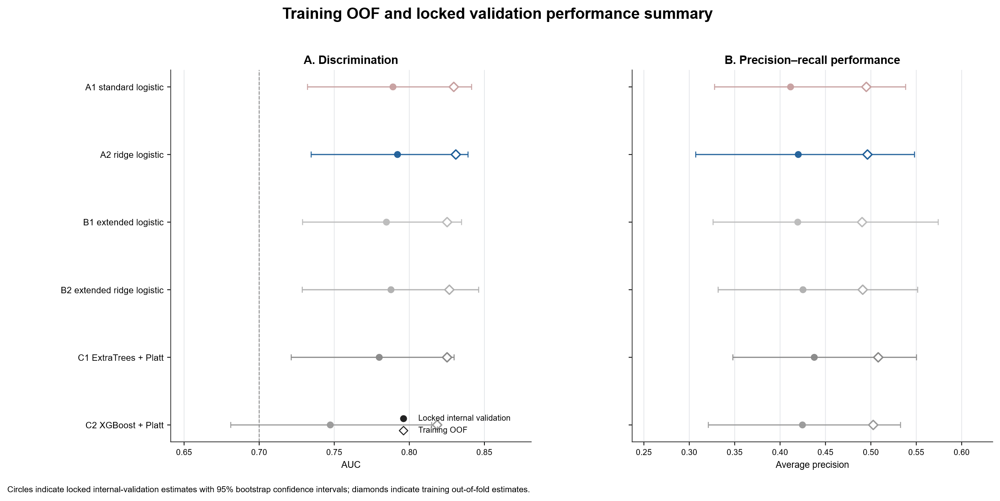 Training OOF and locked validation performance summary
A. Discrimination
A1 standard logistic
A2 ridge logistic
B1 extended logistic
B2 extended ridge logistic
C1 ExtraTrees + Platt
C2 XGBoost + Platt
Locked internal validation
Training OOF
0.65 0.70 0.75 0.80 0.85
AUC
B. Precision–recall performance
0.25 0.30 0.35 0.40 0.45 0.50 0.55 0.60
Average precision
Circles indicate locked internal-validation estimates with 95% bootstrap confidence intervals; diamonds indicate training out-of-fold estimates.